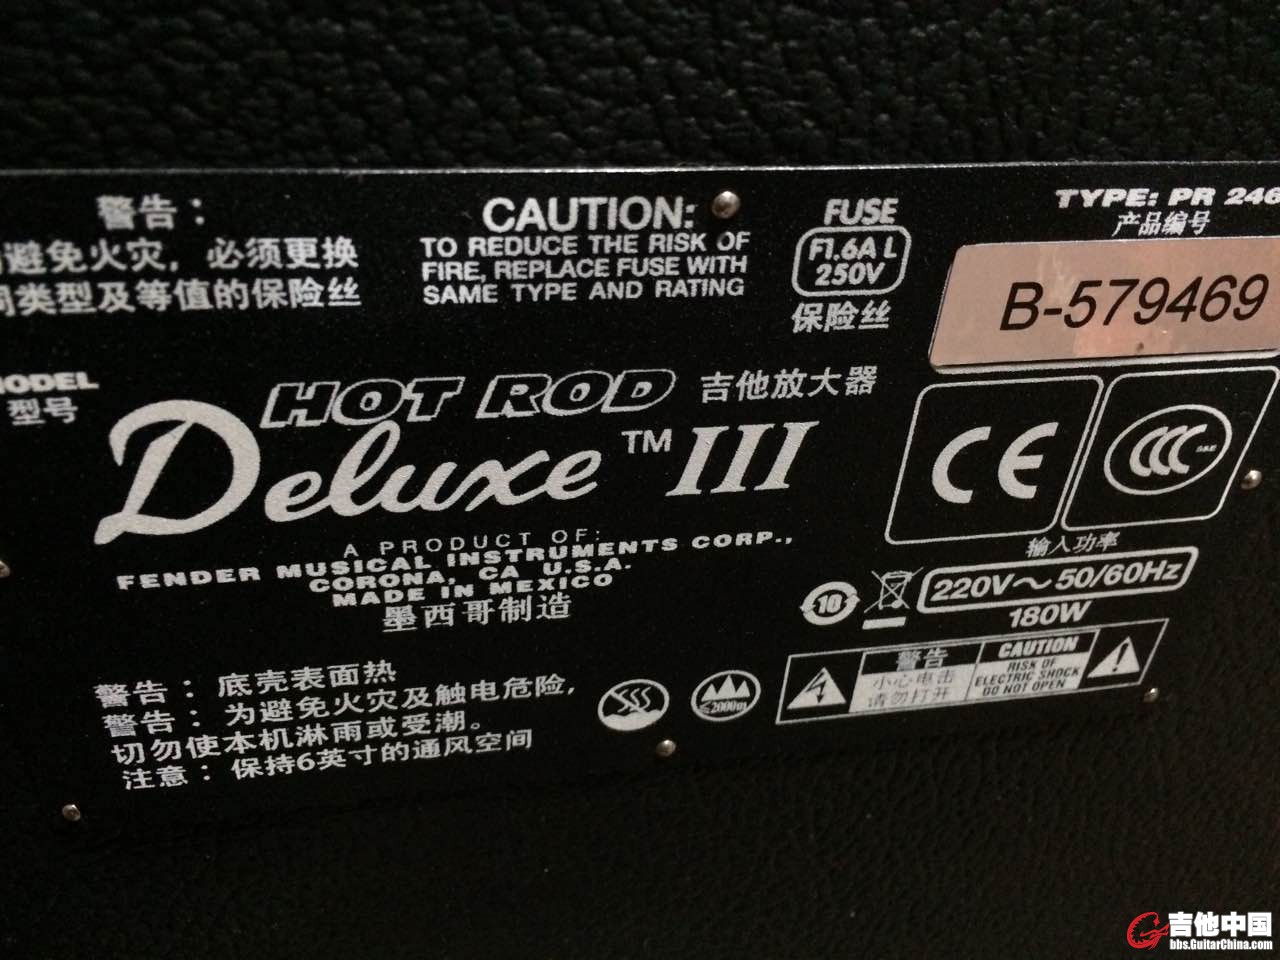 警告：
避免火灾，必须更换
同类型及等值的保险丝
CAUTION:
TO REDUCE THE RISK OF
FIRE, REPLACE FUSE WITH
SAME TYPE AND RATING
FUSE
F1.6A L
250V
保险丝
TYPE: PR 246
产品编号
B-579469
MODEL
型号
HOT ROD
Deluxe™ III
吉他放大器
A PRODUCT OF:
FENDER MUSICAL INSTRUMENTS CORP.,
CORONA, CA U.S.A.
MADE IN MEXICO
墨西哥制造
CE
CCC
S&E
输入功率
10
220V～50/60Hz
180W
警告：底壳表面热
警告：为避免火灾及触电危险，
切勿使本机淋雨或受潮。
注意：保持6英寸的通风空间
≤2000m
警告
小心电击
请勿打开
CAUTION
RISK OF
ELECTRIC SHOCK
DO NOT OPEN
吉他中国
bbs.GuitarChina.com